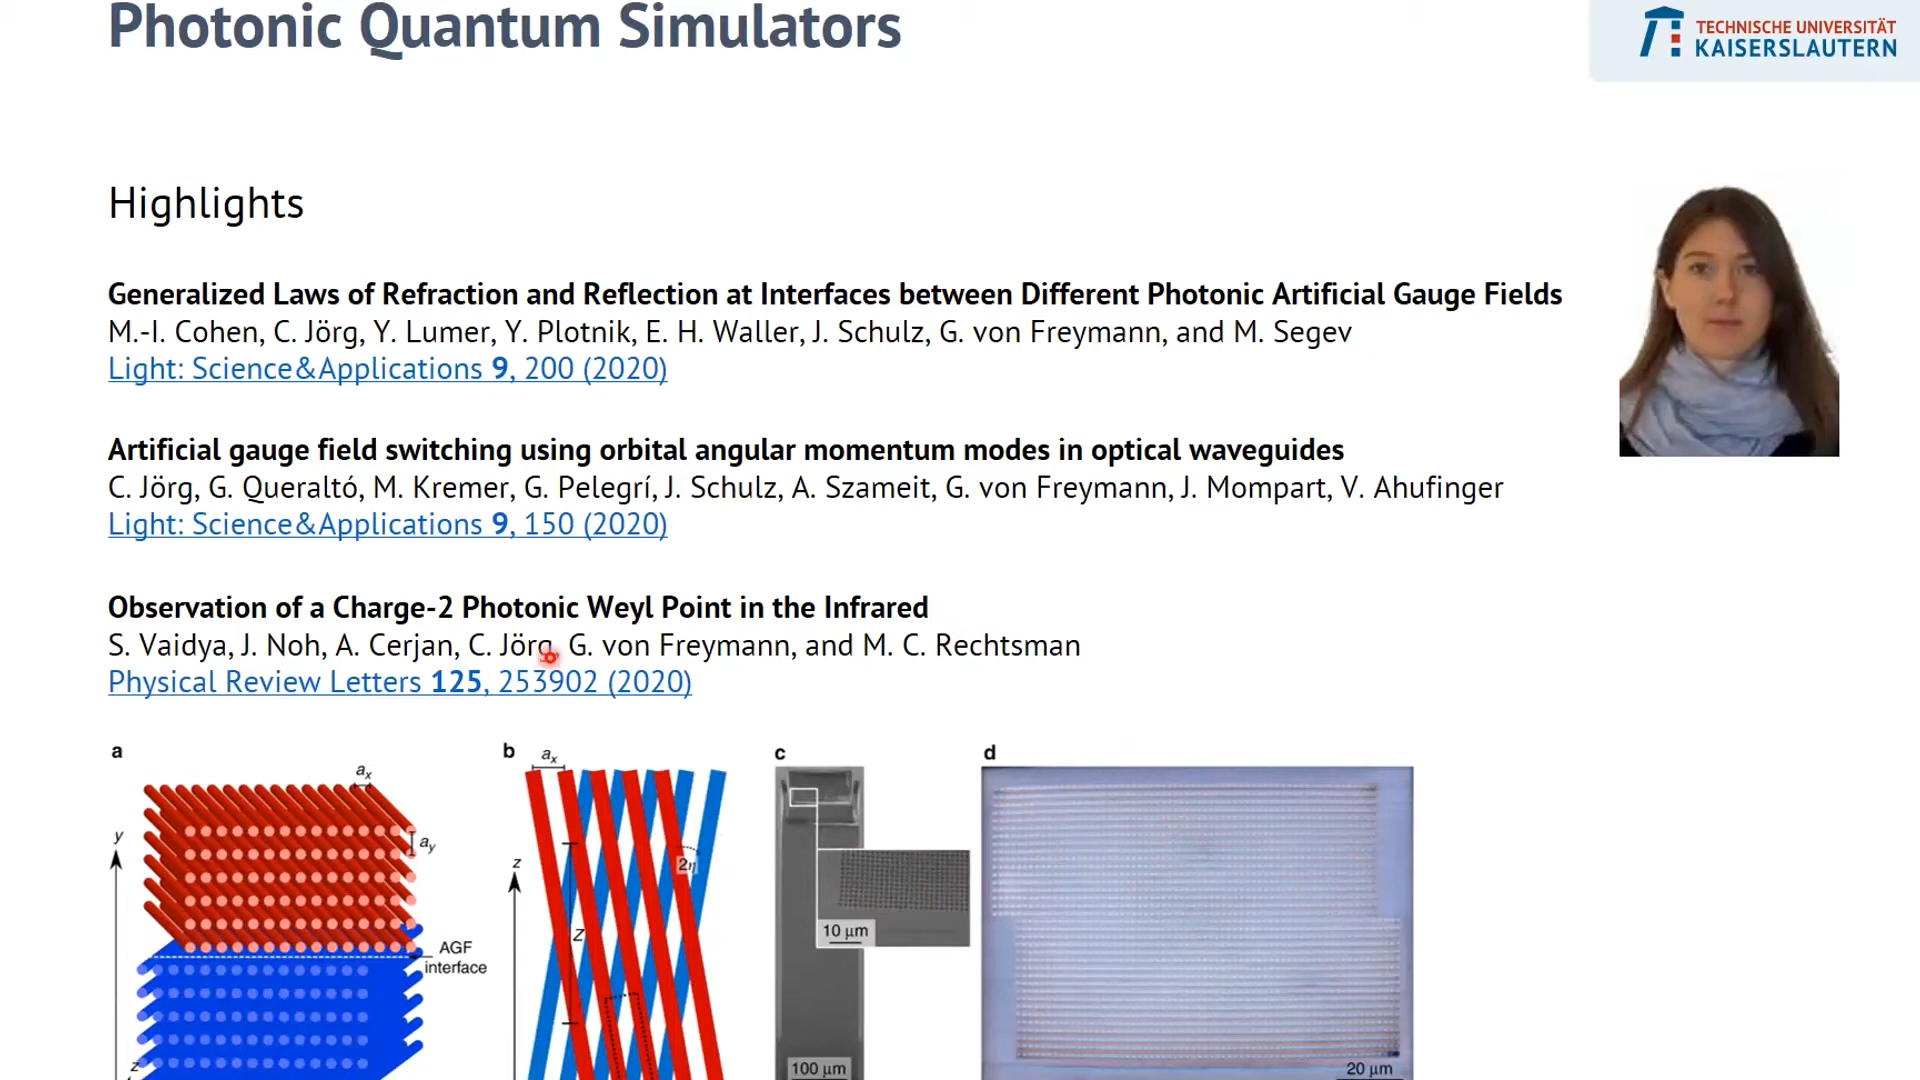 Photonic Quantum Simulators
TECHNISCHE UNIVERSITÄT
KAISERSLAUTERN
Highlights
Generalized Laws of Refraction and Reflection at Interfaces between Different Photonic Artificial Gauge Fields
M.-I. Cohen, C. Jörg, Y. Lumer, Y. Plotnik, E. H. Waller, J. Schulz, G. von Freymann, and M. Segev
Light: Science&Applications 9, 200 (2020)
Artificial gauge field switching using orbital angular momentum modes in optical waveguides
C. Jörg, G. Queraltó, M. Kremer, G. Pelegrí, J. Schulz, A. Szameit, G. von Freymann, J. Mompart, V. Ahufinger
Light: Science&Applications 9, 150 (2020)
Observation of a Charge-2 Photonic Weyl Point in the Infrared
S. Vaidya, J. Noh, A. Cerjan, C. Jörg, G. von Freymann, and M. C. Rechtsman
Physical Review Letters 125, 253902 (2020)
a
ax
y
ay
AGF
interface
z
b
ax
z
2η
Z
c
10 μm
100 μm
d
20 μm